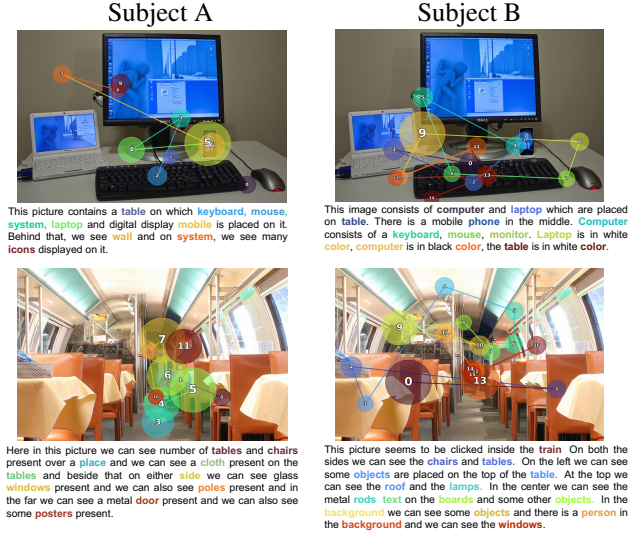 Subject A
Subject B
This picture contains a table on which keyboard, mouse,
system, laptop and digital display mobile is placed on it.
Behind that, we see wall and on system, we see many
icons displayed on it.
This image consists of computer and laptop which are placed
on table. There is a mobile phone in the middle. Computer
consists of a keyboard, mouse, monitor. Laptop is in white
color, computer is in black color, the table is in white color.
Here in this picture we can see number of tables and chairs
present over a place and we can see a cloth present on the
tables and beside that on either side we can see glass
windows present and we can also see poles present and in
the far we can see a metal door present and we can also see
some posters present.
This picture seems to be clicked inside the train On both the
sides we can see the chairs and tables. On the left we can see
some objects are placed on the top of the table. At the top we
can see the roof and the lamps. In the center we can see the
metal rods text on the boards and some other objects. In the
background we can see some objects and there is a person in
the background and we can see the windows.